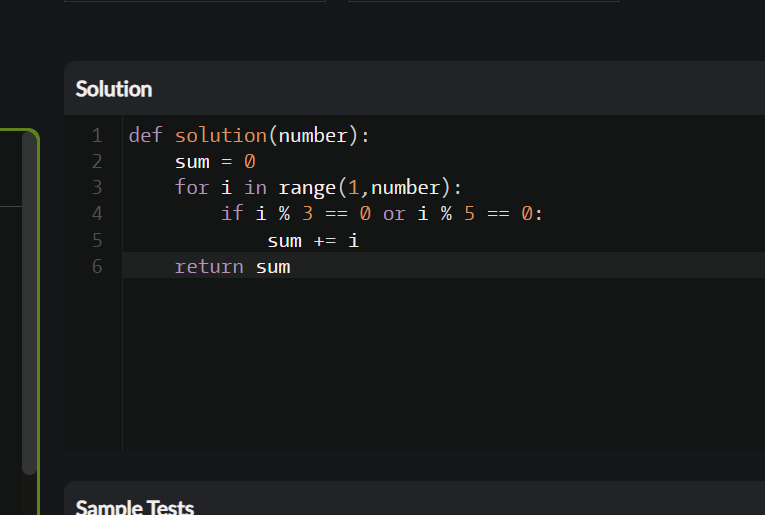 Solution
1 def solution(number):
2     sum = 0
3     for i in range(1,number):
4         if i % 3 == 0 or i % 5 == 0:
5             sum += i
6     return sum
Sample Tests